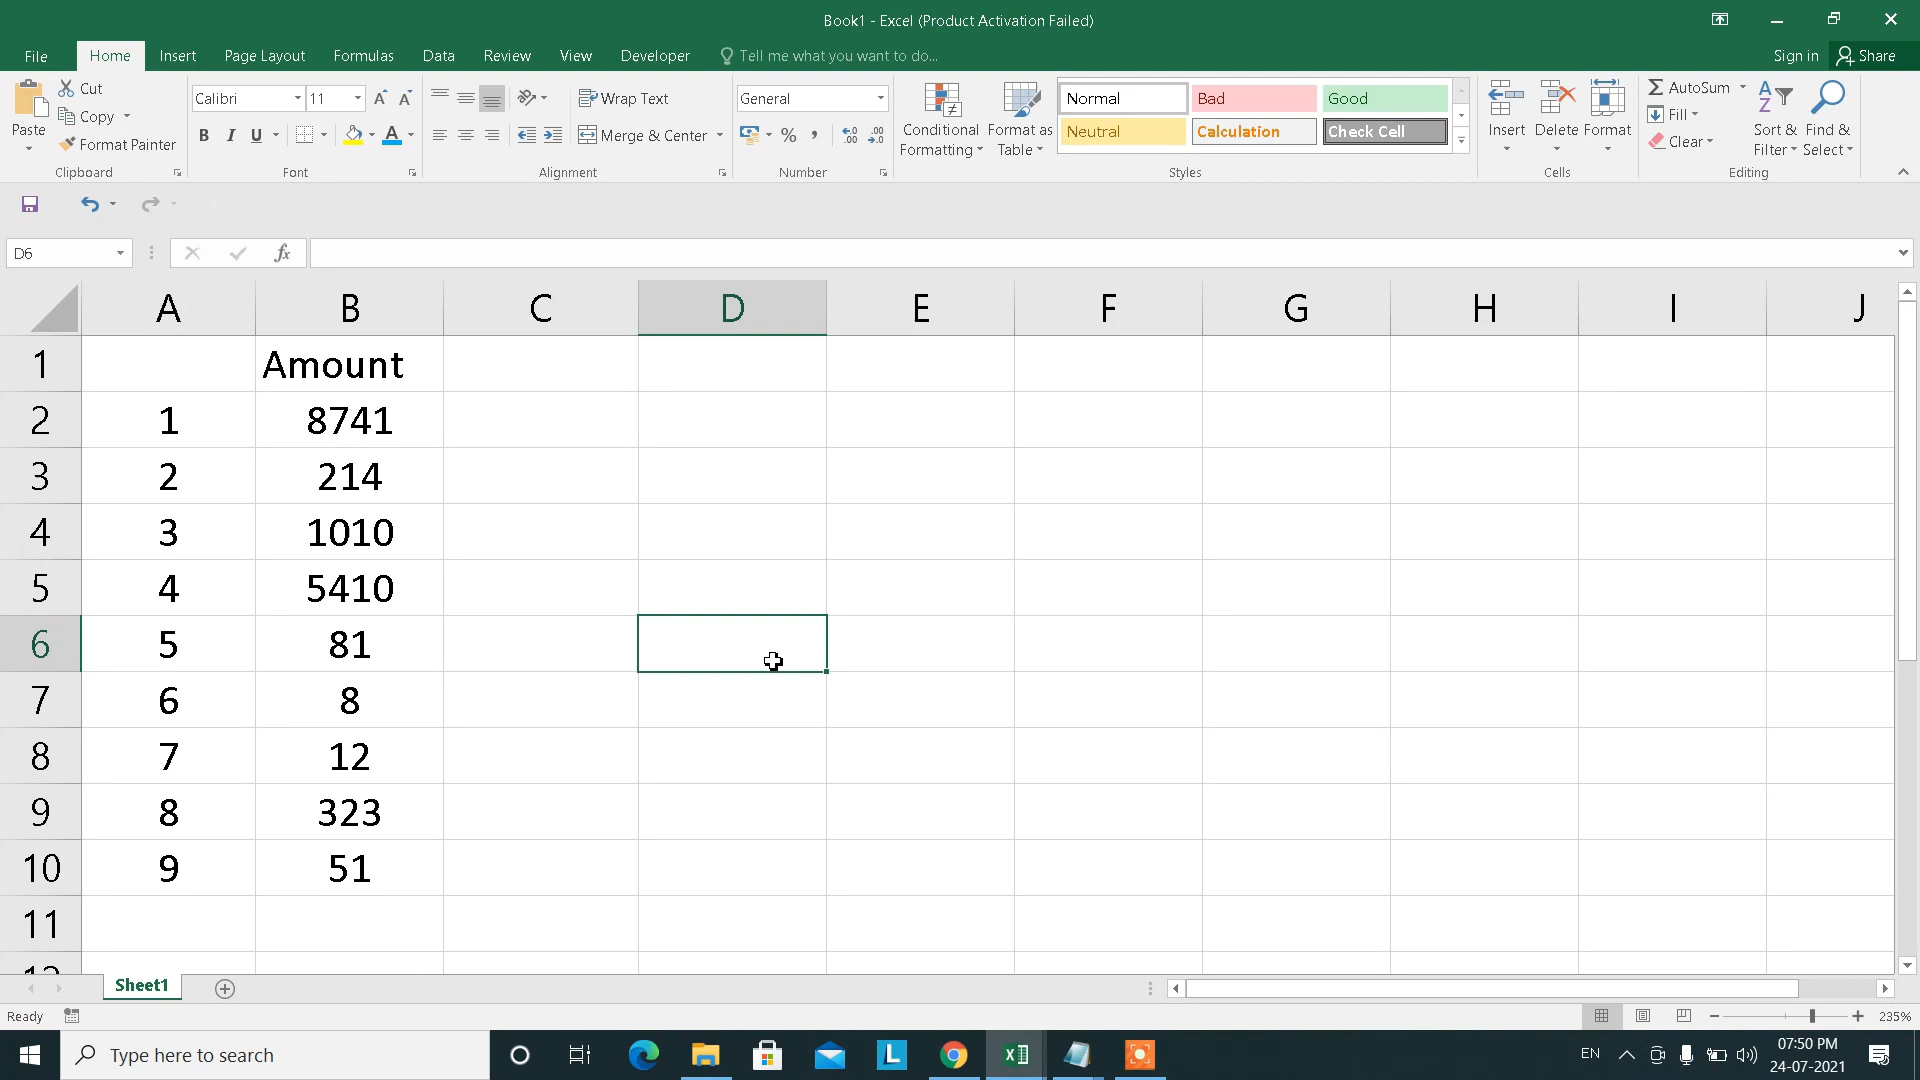 Book1 - Excel (Product Activation Failed)
File Home Insert Page Layout Formulas Data Review View Developer Tell me what you want to do... Sign in Share
Paste
Cut
Copy
Format Painter
Clipboard
Calibri 11
B I U
Font
Wrap Text
Merge & Center
Alignment
General
%
Number
Conditional Formatting
Format as Table
Normal Bad Good
Neutral Calculation Check Cell
Styles
Insert Delete Format
Cells
AutoSum
Fill
Clear
Sort & Filter
Find & Select
Editing
D6 fx
A B C D E F G H I J
1 Amount
2 1 8741
3 2 214
4 3 1010
5 4 5410
6 5 81
7 6 8
8 7 12
9 8 323
10 9 51
11
12
Sheet1
Ready 235%
Type here to search
EN
07:50 PM
24-07-2021